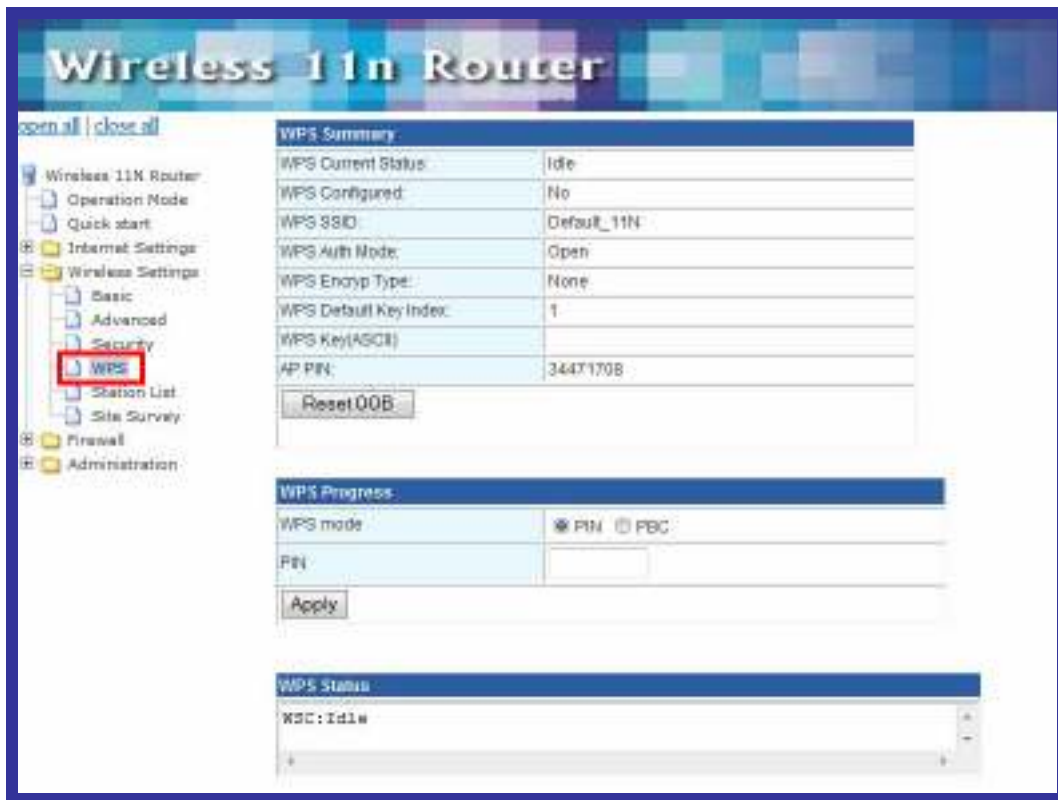 Wireless 11n Router
open all | close all
Wireless 11N Router
Operation Mode
Quick start
Internet Settings
Wireless Settings
Basic
Advanced
Security
WPS
Station List
Site Survey
Firewall
Administration
WPS Summary
WPS Current Status: Idle
WPS Configured: No
WPS SSID: Default_11N
WPS Auth Mode: Open
WPS Encryp Type: None
WPS Default Key Index: 1
WPS Key(ASCII)
AP PIN: 34471708
Reset OOB
WPS Progress
WPS mode PIN PBC
PIN
Apply
WPS Status
WSC:Idle